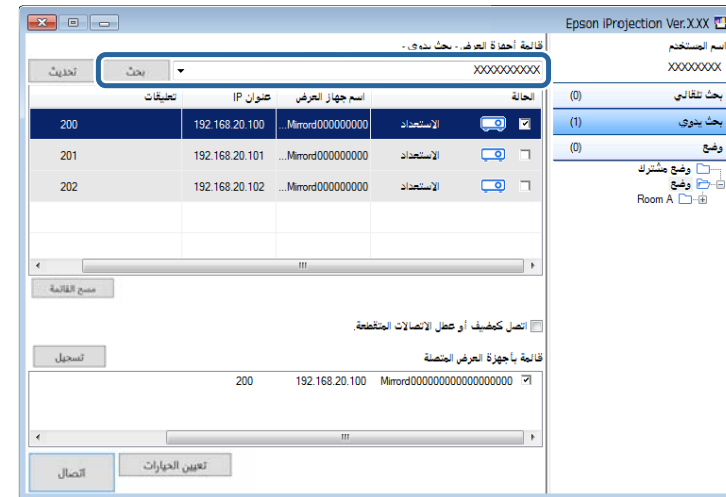 Epson iProjection Ver.X.XX
اسم المستخدم
XXXXXXXX
بحث تلقائي (0)
بحث يدوي (1)
وضع (0)
وضع مشترك
وضع
Room A
قائمة أجهزة العرض - بحث يدوي -
XXXXXXXXXX بحث تحديث
الحالة اسم جهاز العرض عنوان IP تعليقات
الاستعداد Mirrord000000000... 192.168.20.100 200
الاستعداد Mirrord000000000... 192.168.20.101 201
الاستعداد Mirrord000000000... 192.168.20.102 202
مسح القائمة
اتصل كمضيف أو عطل الاتصالات المتقطعة.
قائمة بأجهزة العرض المتصلة تسجيل
Mirrord000000000000000000 192.168.20.100 200
تعيين الخيارات اتصال